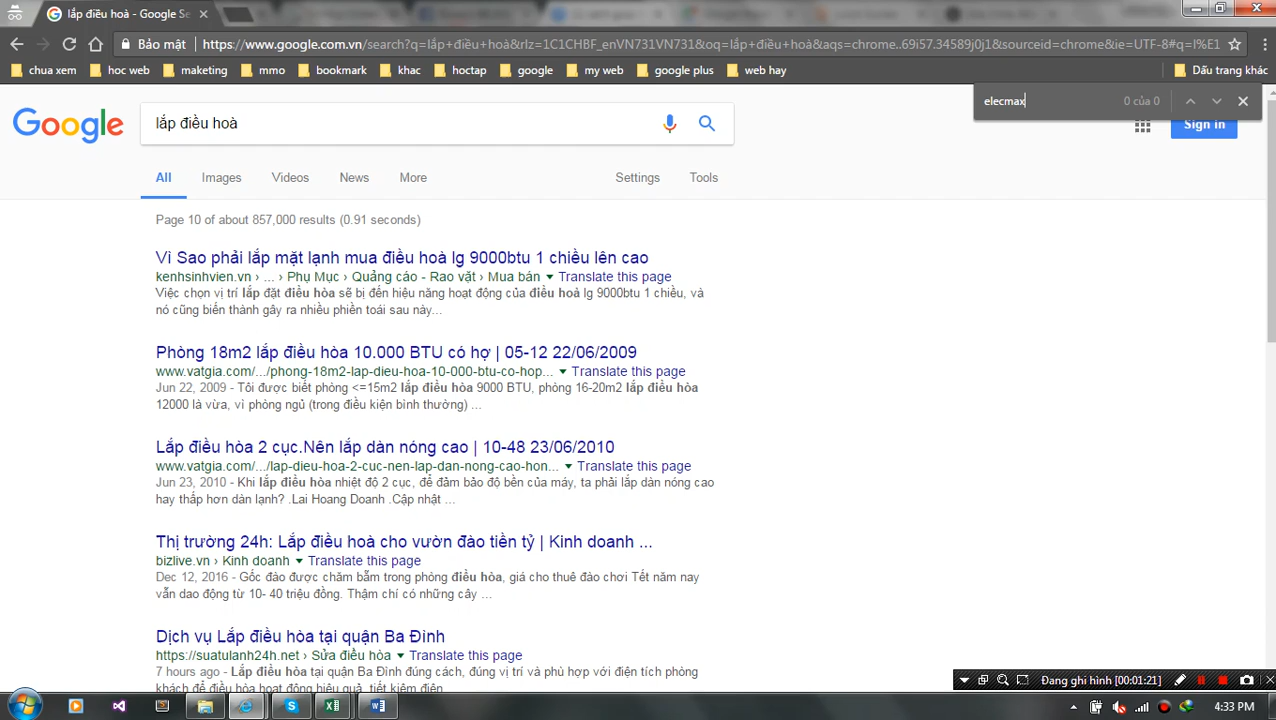 lắp điều hoà - Google Se
Bảo mật
https://www.google.com.vn/search?q=lắp+điều+hoà&rlz=1C1CHBF_enVN731VN731&oq=lắp+điều+hoà&aqs=chrome..69i57.34589j0j1&sourceid=chrome&ie=UTF-8#q=l%E1
chua xem
hoc web
maketing
mmo
bookmark
khac
hoctap
google
my web
google plus
web hay
Dấu trang khác
elecmax
0 của 0
Google
lắp điều hoà
Sign in
All
Images
Videos
News
More
Settings
Tools
Page 10 of about 857,000 results (0.91 seconds)
Vì Sao phải lắp mặt lạnh mua điều hoà lg 9000btu 1 chiều lên cao
kenhsinhvien.vn › ... › Phụ Mục › Quảng cáo - Rao vặt › Mua bán ▼ Translate this page
Việc chọn vị trí lắp đặt điều hòa sẽ bị đến hiệu năng hoạt động của điều hoà lg 9000btu 1 chiều, và
nó cũng biến thành gây ra nhiều phiền toái sau này...
Phòng 18m2 lắp điều hòa 10.000 BTU có hợ | 05-12 22/06/2009
www.vatgia.com/.../phong-18m2-lap-dieu-hoa-10-000-btu-co-hop... ▼ Translate this page
Jun 22, 2009 - Tôi được biết phòng <=15m2 lắp điều hòa 9000 BTU, phòng 16-20m2 lắp điều hòa
12000 là vừa, vì phòng ngủ (trong điều kiện bình thường) ...
Lắp điều hòa 2 cục.Nên lắp dàn nóng cao | 10-48 23/06/2010
www.vatgia.com/.../lap-dieu-hoa-2-cuc-nen-lap-dan-nong-cao-hon... ▼ Translate this page
Jun 23, 2010 - Khi lắp điều hòa nhiệt độ 2 cục, để đảm bảo độ bền của máy, ta phải lắp dàn nóng cao
hay thấp hơn dàn lạnh? .Lai Hoang Doanh .Cập nhật ...
Thị trường 24h: Lắp điều hoà cho vườn đào tiền tỷ | Kinh doanh ...
bizlive.vn › Kinh doanh ▼ Translate this page
Dec 12, 2016 - Gốc đào được chăm bẵm trong phòng điều hòa, giá cho thuê đào chơi Tết năm nay
vẫn dao động từ 10- 40 triệu đồng. Thậm chí có những cây ...
Dịch vụ Lắp điều hòa tại quận Ba Đình
https://suatulanh24h.net › Sửa điều hòa ▼ Translate this page
7 hours ago - Lắp điều hòa tại quận Ba Đình đúng cách, đúng vị trí và phù hợp với diện tích phòng
khách để điều hòa hoạt động hiệu quả, tiết kiệm điện
Đang ghi hình [00:01:21]
4:33 PM